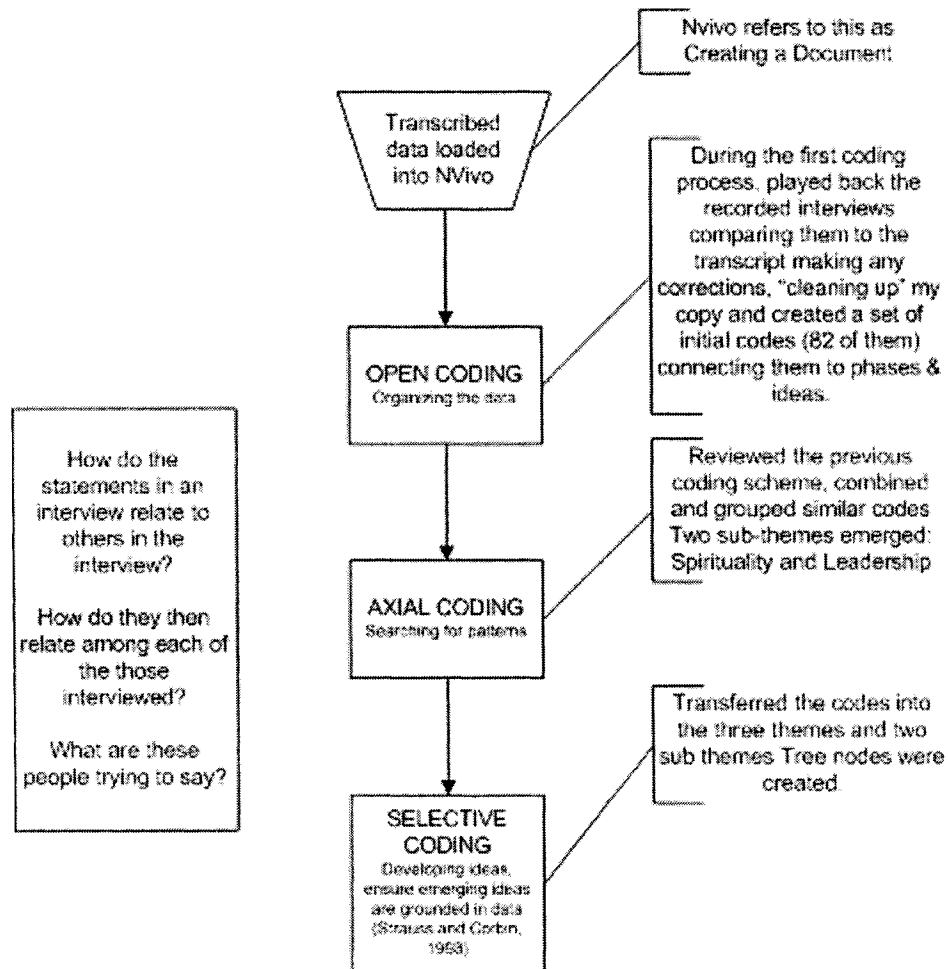 Nvivo refers to this as
Creating a Document
Transcribed
data loaded
into NVivo
During the first coding
process, played back the
recorded interviews
comparing them to the
transcript making any
corrections, "cleaning up" my
copy and created a set of
initial codes (82 of them)
connecting them to phases &
ideas.
OPEN CODING
Organizing the data
How do the
statements in an
interview relate to
others in the
interview?
How do they then
relate among each of
the those
interviewed?
What are these
people trying to say?
Reviewed the previous
coding scheme, combined
and grouped similar codes
Two sub-themes emerged:
Spirituality and Leadership
AXIAL CODING
Searching for patterns
Transferred the codes into
the three themes and two
sub themes Tree nodes were
created.
SELECTIVE
CODING
Developing ideas,
ensure emerging ideas
are grounded in data
(Strauss and Corbin,